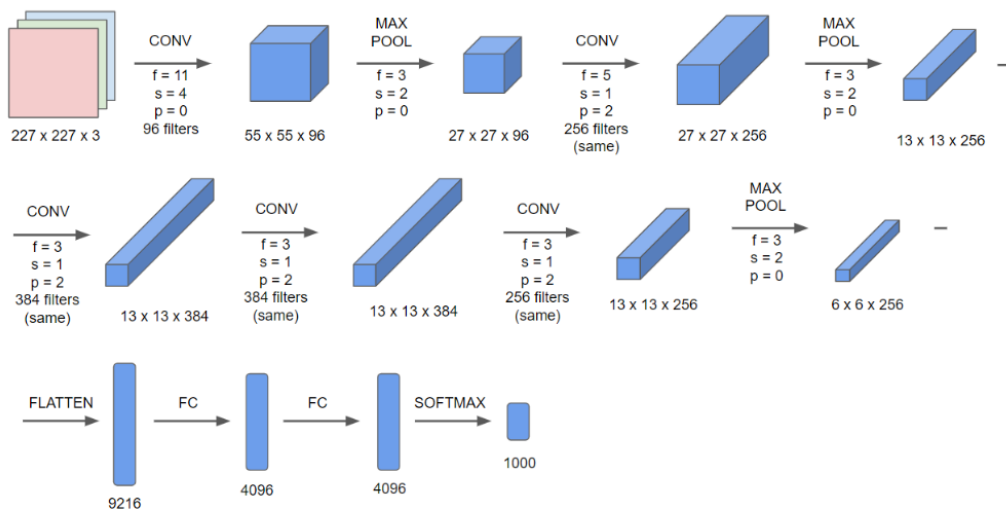 CONV
f = 11
s = 4
p = 0
96 filters
227 x 227 x 3
55 x 55 x 96
MAX
POOL
f = 3
s = 2
p = 0
27 x 27 x 96
CONV
f = 5
s = 1
p = 2
256 filters
(same)
27 x 27 x 256
MAX
POOL
f = 3
s = 2
p = 0
13 x 13 x 256
CONV
f = 3
s = 1
p = 2
384 filters
(same)
13 x 13 x 384
CONV
f = 3
s = 1
p = 2
384 filters
(same)
13 x 13 x 384
CONV
f = 3
s = 1
p = 2
256 filters
(same)
13 x 13 x 256
MAX
POOL
f = 3
s = 2
p = 0
6 x 6 x 256
FLATTEN
9216
FC
4096
FC
4096
SOFTMAX
1000